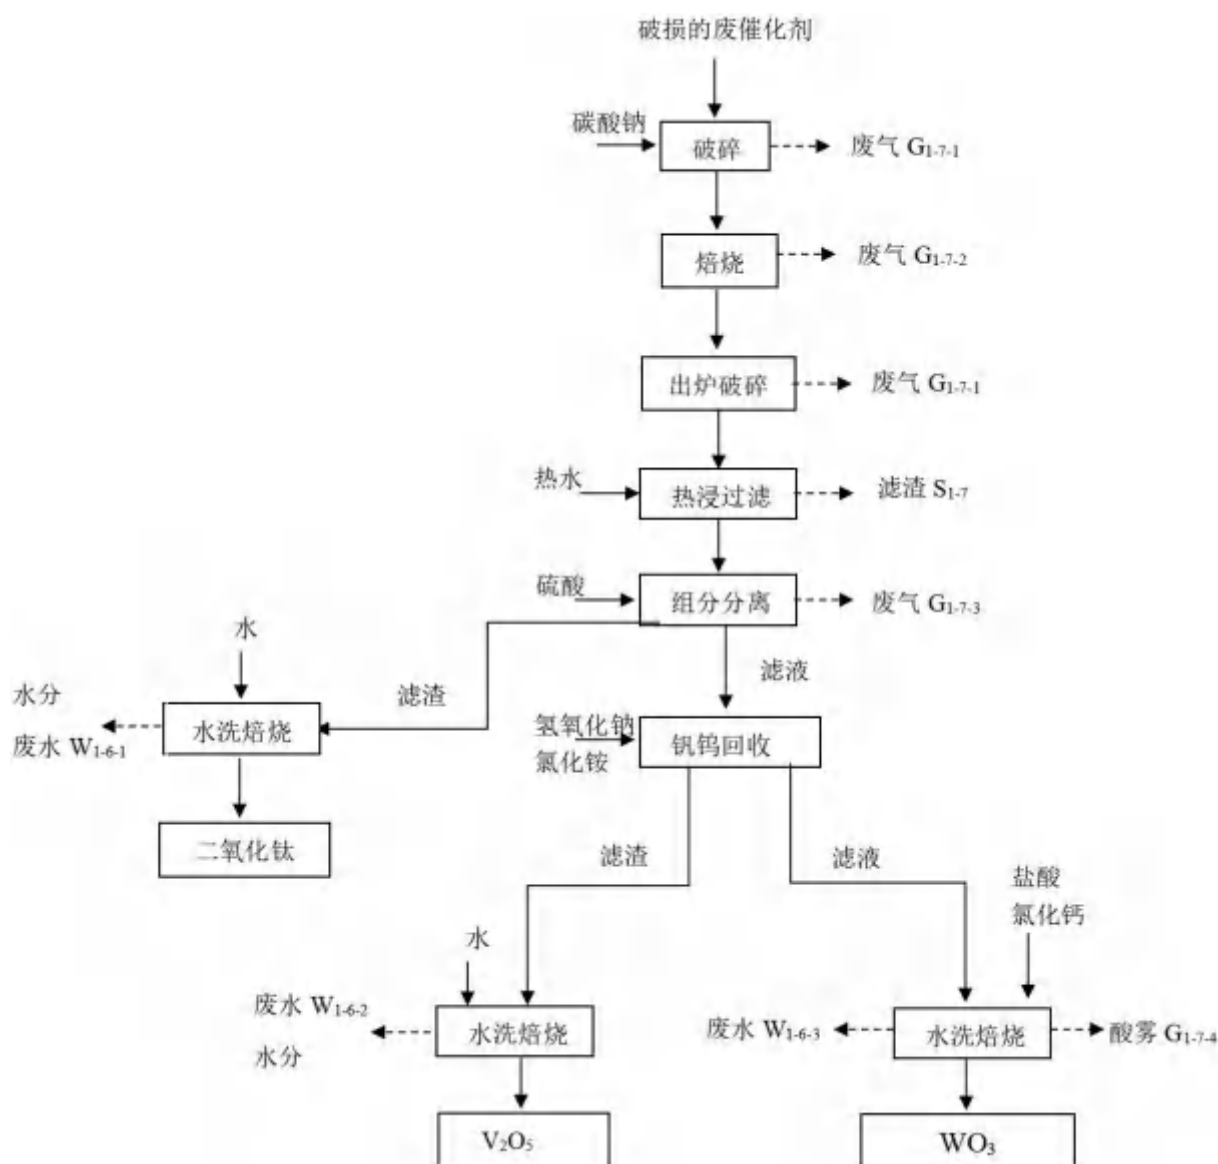 破损的废催化剂
碳酸钠
破碎
废气 G1-7-1
焙烧
废气 G1-7-2
出炉破碎
废气 G1-7-1
热水
热浸过滤
滤渣 S1-7
硫酸
组分分离
废气 G1-7-3
水
滤渣
滤液
水分
废水 W1-6-1
水洗焙烧
氢氧化钠
氯化铵
钒钨回收
二氧化钛
滤渣
滤液
盐酸
氯化钙
水
废水 W1-6-2
水分
水洗焙烧
废水 W1-6-3
水洗焙烧
酸雾 G1-7-4
V2O5
WO3